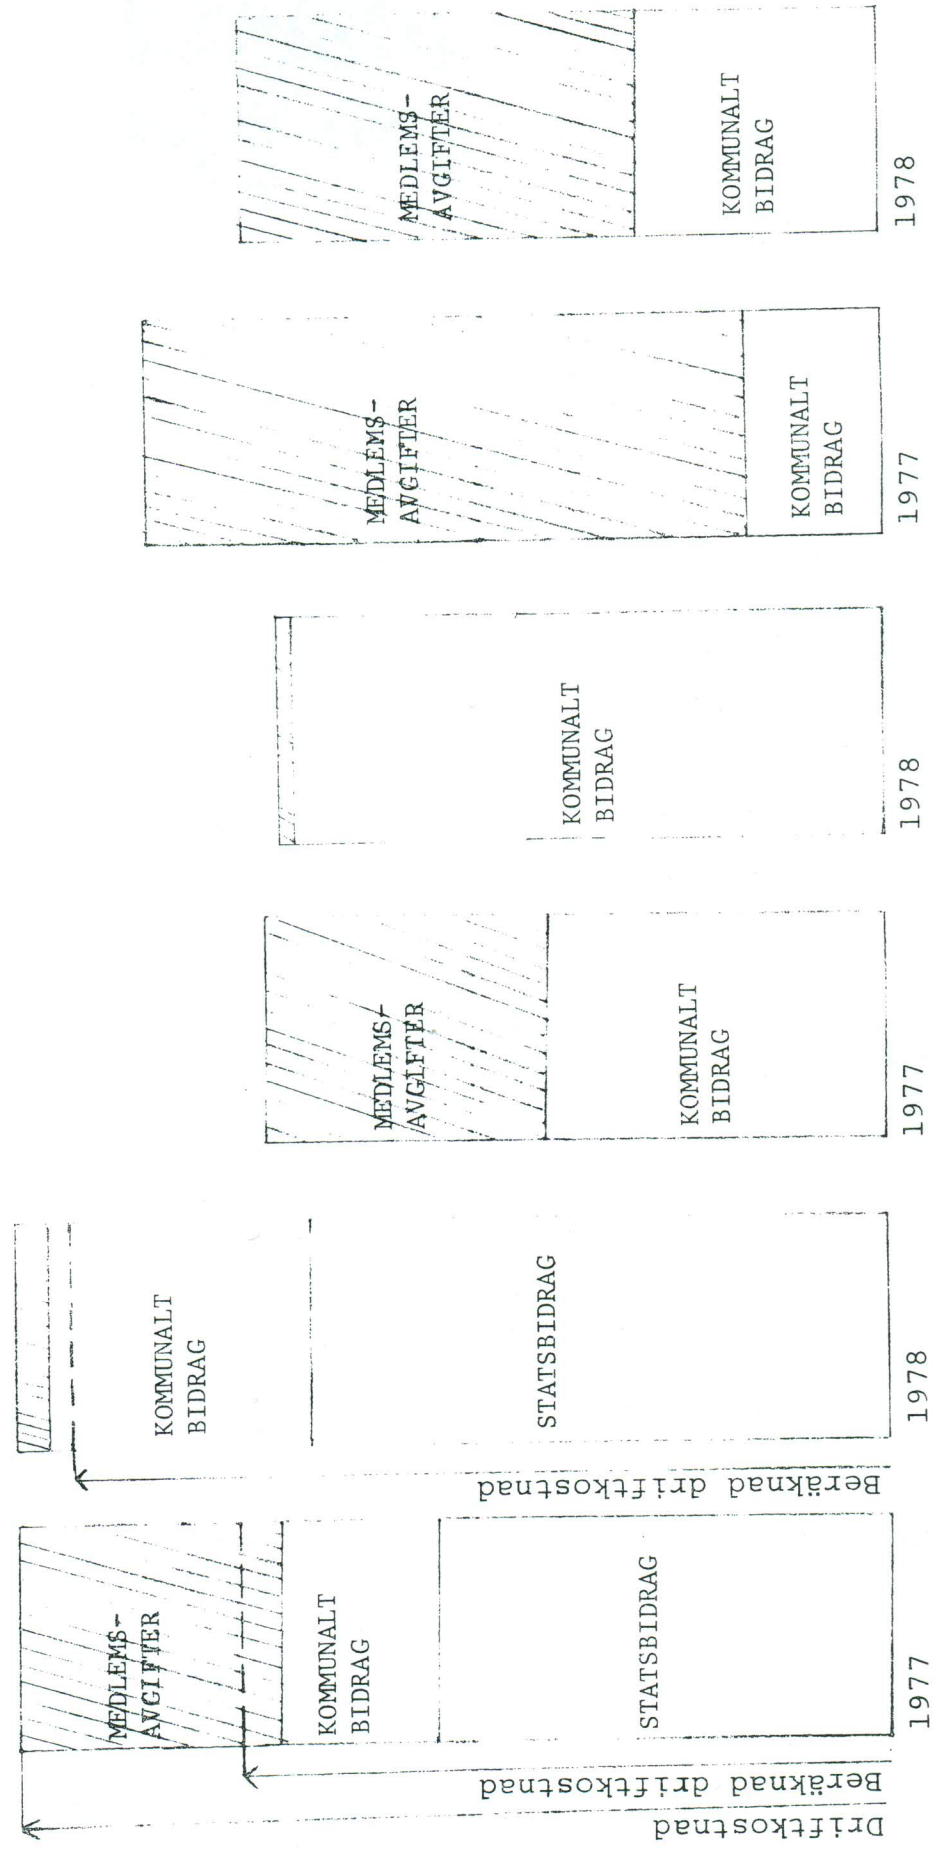 Driftkostnad
Beräknad driftkostnad
MEDLEMS-
AVGIFTER
KOMMUNALT
BIDRAG
STATSBIDRAG
1977
Beräknad driftkostnad
KOMMUNALT
BIDRAG
STATSBIDRAG
1978
MEDLEMS-
AVGIFTER
KOMMUNALT
BIDRAG
1977
KOMMUNALT
BIDRAG
1978
MEDLEMS-
AVGIFTER
KOMMUNALT
BIDRAG
1977
MEDLEMS-
AVGIFTER
KOMMUNALT
BIDRAG
1978